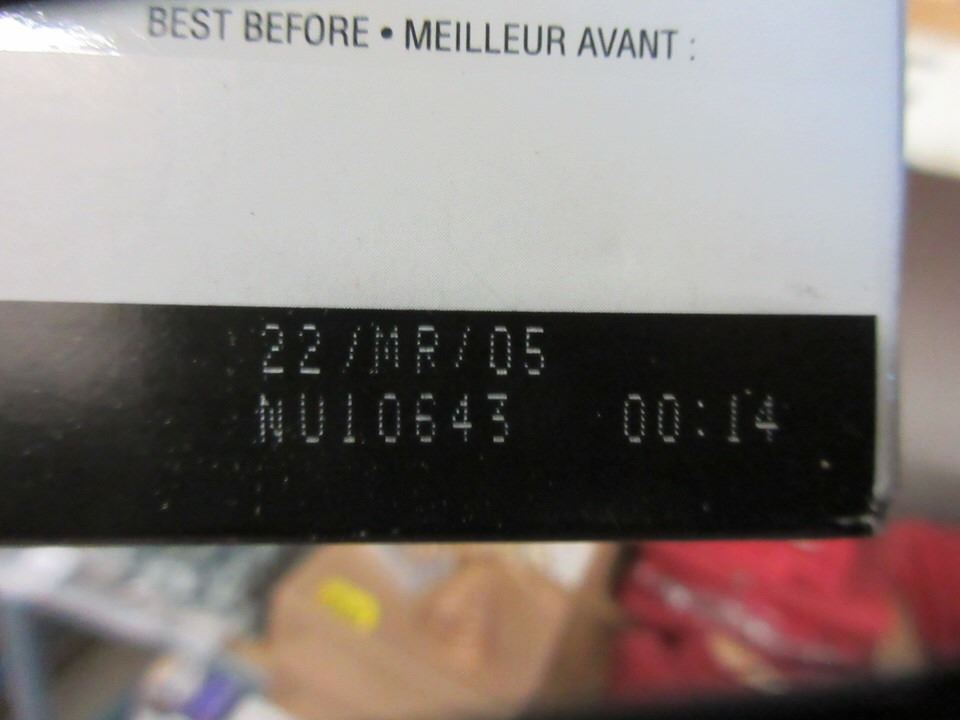 BEST BEFORE • MEILLEUR AVANT :
22/MR/05
NU10643 00:14